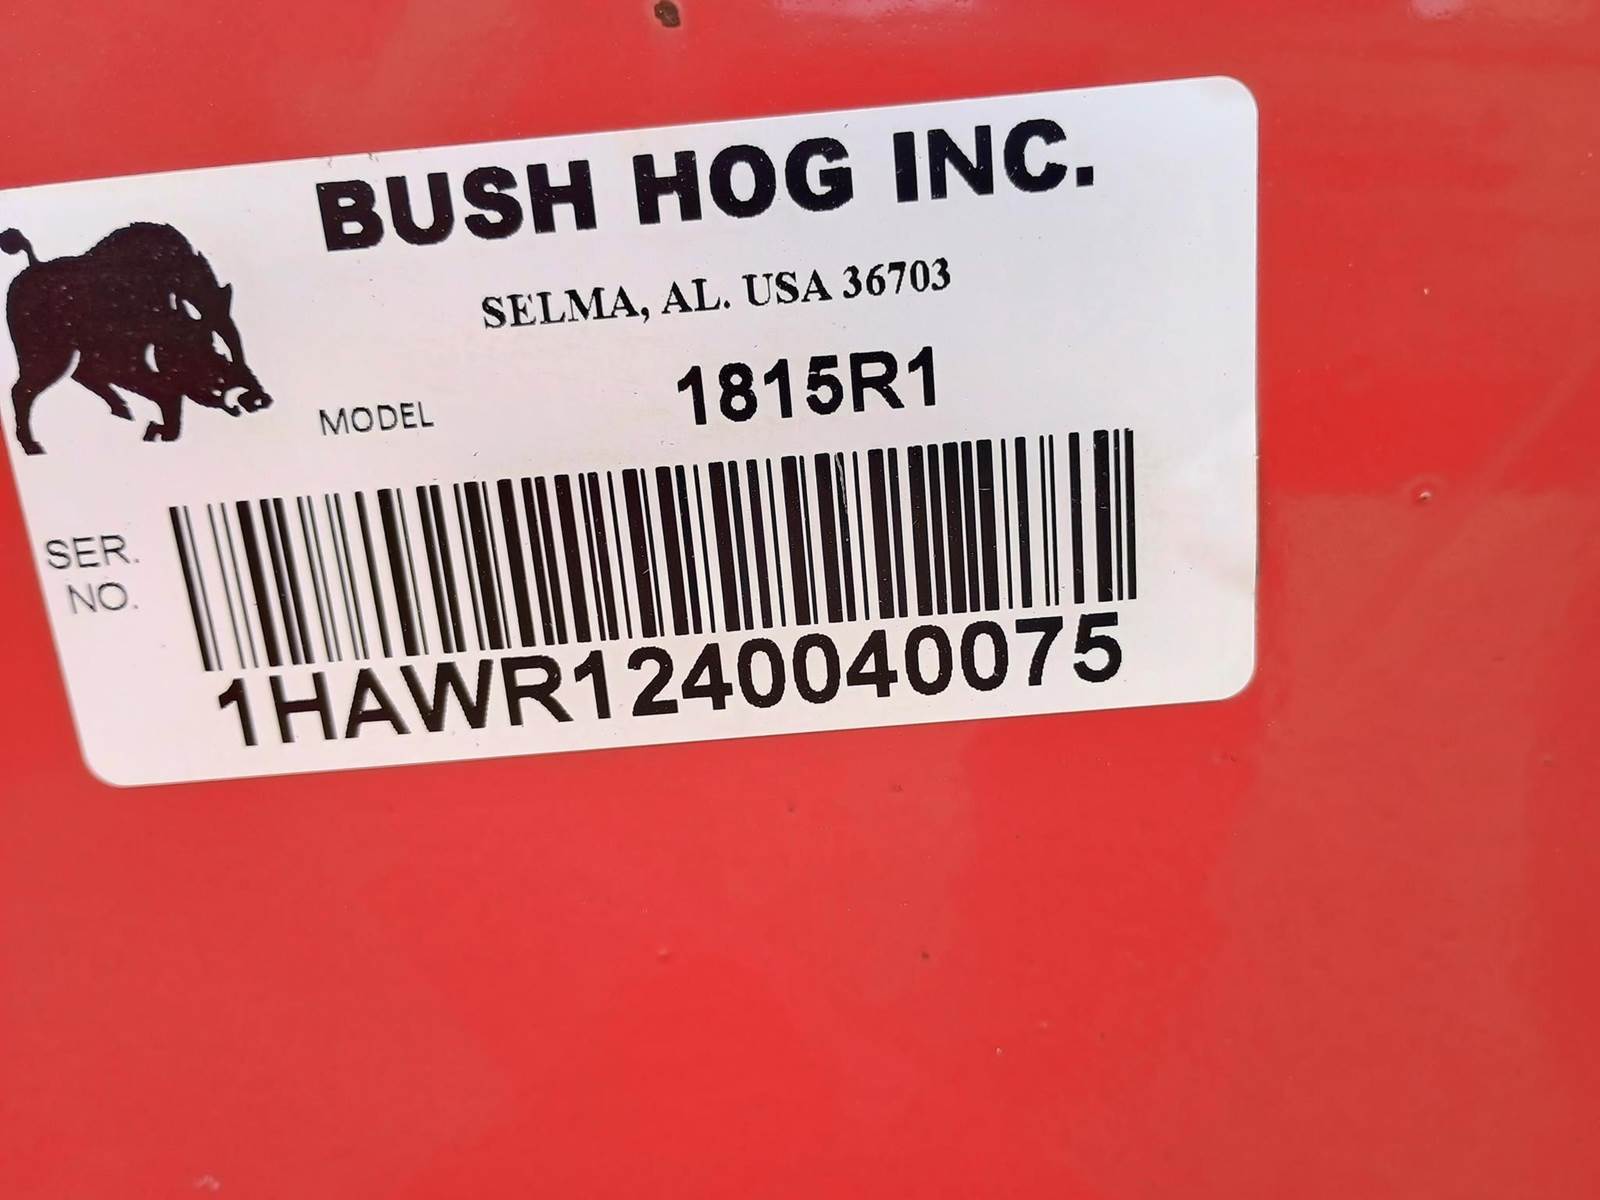 BUSH HOG INC.
SELMA, AL. USA 36703
MODEL 1815R1
SER.
NO.
1HAWR1240040075